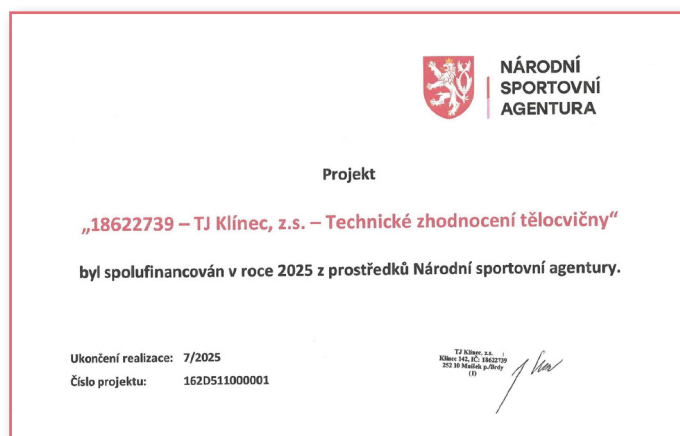 NÁRODNÍ
SPORTOVNÍ
AGENTURA
Projekt
„18622739 – TJ Klínec, z.s. – Technické zhodnocení tělocvičny“
byl spolufinancován v roce 2025 z prostředků Národní sportovní agentury.
Ukončení realizace: 7/2025
Číslo projektu: 162D511000001
TJ Klínec, z.s.
Klínec 142, IČ: 18622739
252 10 Mníšek p./Brdy
(1)